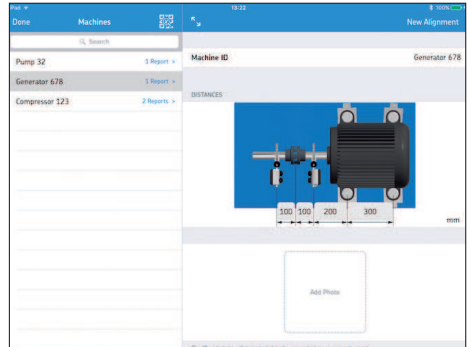 iPad
13:22
100%
Done
Machines
New Alignment
Search
Pump 32
1 Report >
Generator 678
1 Report >
Compressor 123
2 Reports >
Machine ID
Generator 678
DISTANCES
100 100 200 300
mm
Add Photo